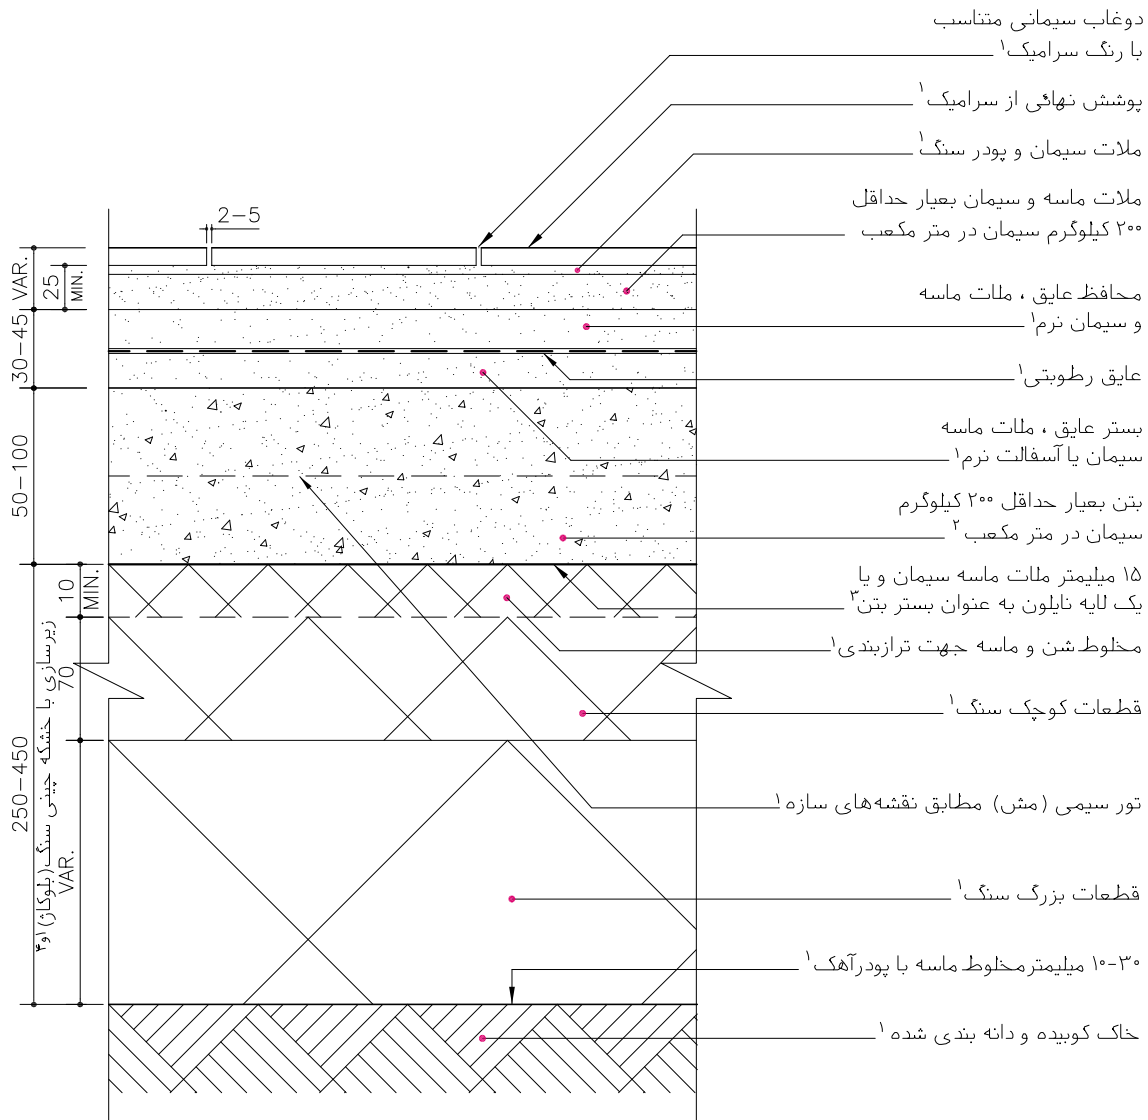 دوغاب سیمانی متناسب
با رنگ سرامیک۱
پوشش نهائی از سرامیک۱
ملات سیمان و پودر سنگ۱
ملات ماسه و سیمان بعیار حداقل
۲۰۰ کیلوگرم سیمان در متر مکعب
محافظ عایق ، ملات ماسه
و سیمان نرم۱
عایق رطوبتی۱
بستر عایق ، ملات ماسه
سیمان یا آسفالت نرم۱
بتن بعیار حداقل ۲۰۰ کیلوگرم
سیمان در متر مکعب۲
۱۵ میلیمتر ملات ماسه سیمان و یا
یک لایه نایلون به عنوان بستر بتن۳
مخلوط شن و ماسه جهت ترازبندی۱
قطعات کوچک سنگ۱
تور سیمی (مش) مطابق نقشه‌های سازه۱
قطعات بزرگ سنگ۱
۱۰-۳۰ میلیمتر مخلوط ماسه با پودرآهک۱
خاک کوبیده و دانه بندی شده۱
2-5
VAR.
25
MIN.
30-45
50-100
10
MIN.
70
VAR.
250-450
زیرسازی با خشکه چینی سنگ(بلوکاژ)۱و۴